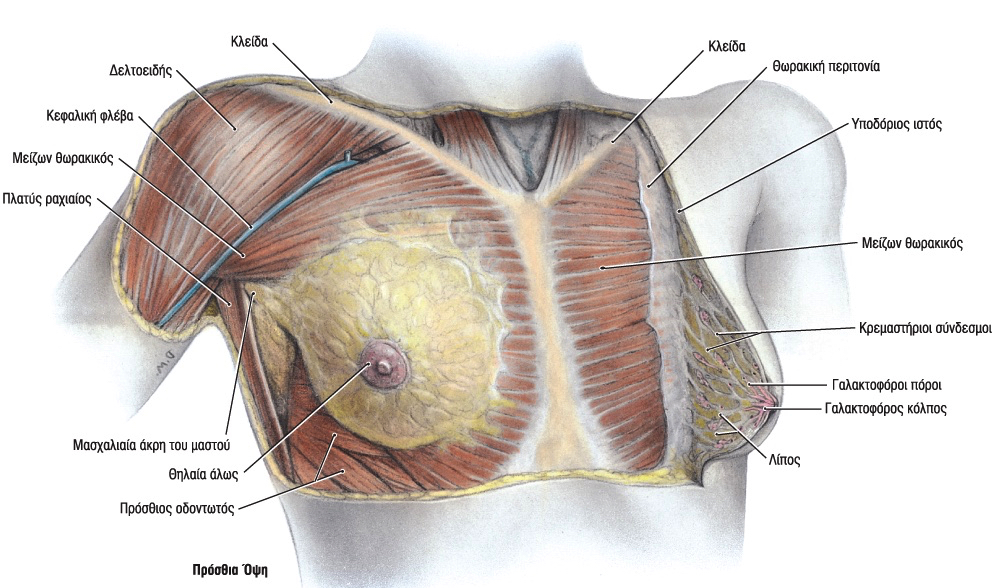 Κλείδα
Δελτοειδής
Κεφαλική φλέβα
Μείζων θωρακικός
Πλατύς ραχιαίος
Κλείδα
Θωρακική περιτονία
Υποδόριος ιστός
Μείζων θωρακικός
Κρεμαστήριοι σύνδεσμοι
Γαλακτοφόροι πόροι
Γαλακτοφόρος κόλπος
Λίπος
Μασχαλιαία άκρη του μαστού
Θηλαία άλως
Πρόσθιος οδοντωτός
Πρόσθια Όψη